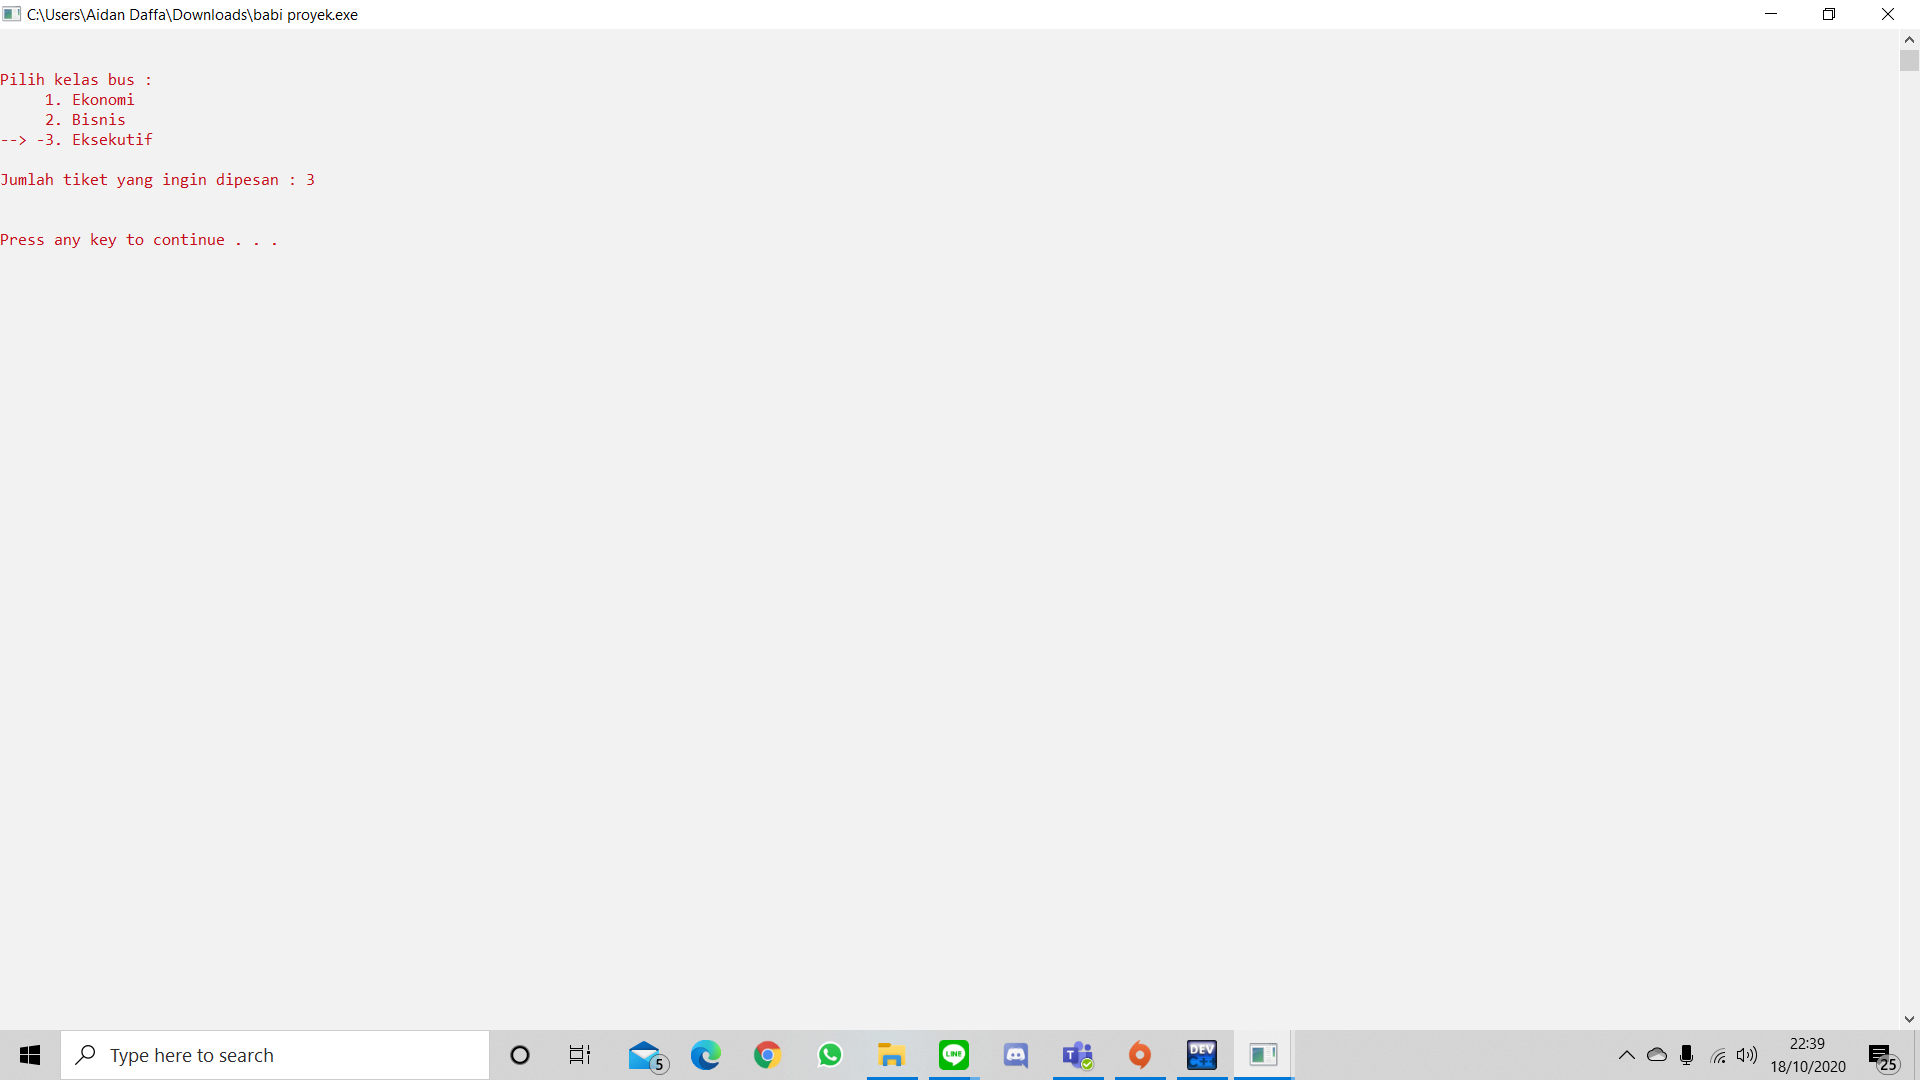 C:\Users\Aidan Daffa\Downloads\babi proyek.exe
Pilih kelas bus :
1. Ekonomi
2. Bisnis
--> -3. Eksekutif
Jumlah tiket yang ingin dipesan : 3
Press any key to continue . . .
Type here to search
5
LINE
T
DEV
C++
22:39
18/10/2020
25